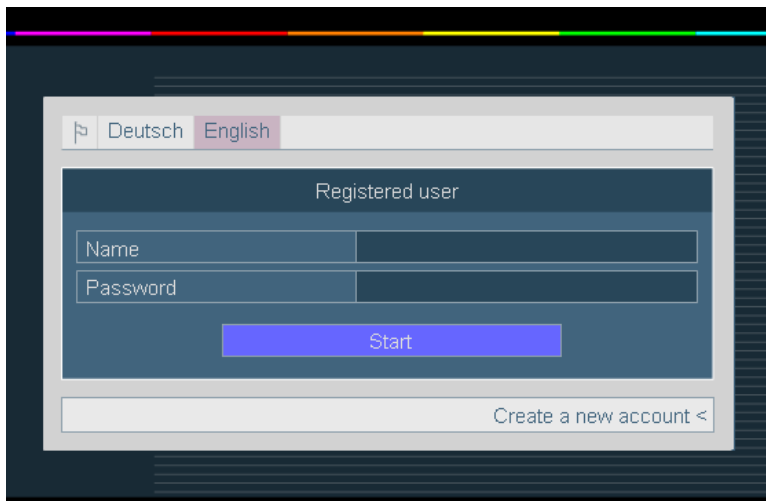 Deutsch English
Registered user
Name
Password
Start
Create a new account <